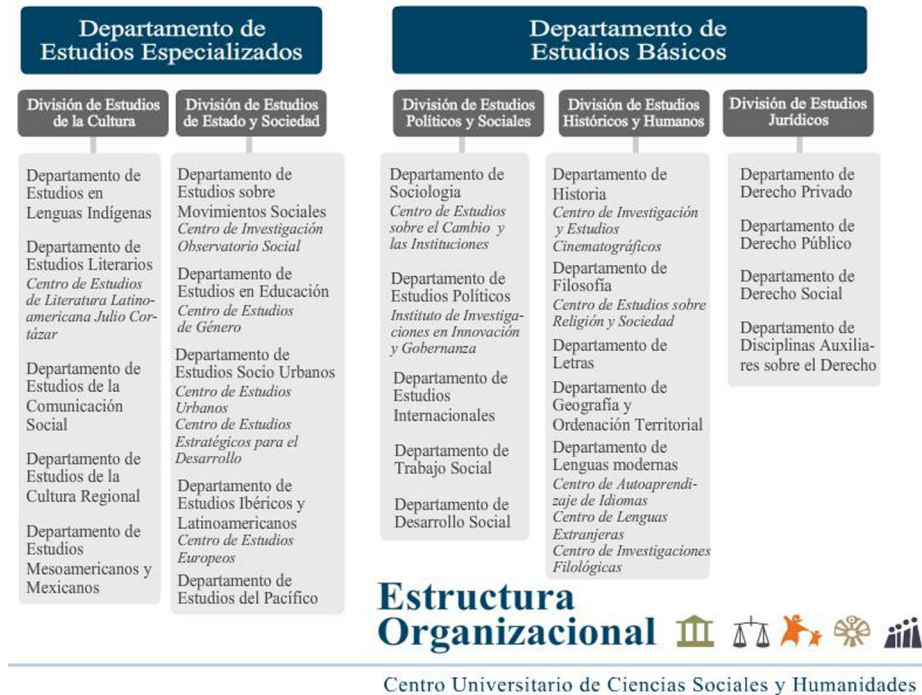 Departamento de
Estudios Especializados
División de Estudios
de la Cultura
Departamento de
Estudios en
Lenguas Indígenas
Departamento de
Estudios Literarios
Centro de Estudios
de Literatura Latino-
americana Julio Cor-
tázar
Departamento de
Estudios de la
Comunicación
Social
Departamento de
Estudios de la
Cultura Regional
Departamento de
Estudios
Mesoamericanos y
Mexicanos
División de Estudios
de Estado y Sociedad
Departamento de
Estudios sobre
Movimientos Sociales
Centro de Investigación
Observatorio Social
Departamento de
Estudios en Educación
Centro de Estudios
de Género
Departamento de
Estudios Socio Urbanos
Centro de Estudios
Urbanos
Centro de Estudios
Estratégicos para el
Desarrollo
Departamento de
Estudios Ibéricos y
Latinoamericanos
Centro de Estudios
Europeos
Departamento de
Estudios del Pacífico
Departamento de
Estudios Básicos
División de Estudios
Políticos y Sociales
Departamento de
Sociologia
Centro de Estudios
sobre el Cambio y
las Instituciones
Departamento de
Estudios Políticos
Instituto de Investiga-
ciones en Innovación
y Gobernanza
Departamento de
Estudios
Internacionales
Departamento de
Trabajo Social
Departamento de
Desarrollo Social
División de Estudios
Históricos y Humanos
Departamento de
Historia
Centro de Investigación
y Estudios
Cinematográficos
Departamento de
Filosofía
Centro de Estudios sobre
Religión y Sociedad
Departamento de
Letras
Departamento de
Geografía y
Ordenación Territorial
Departamento de
Lenguas modernas
Centro de Autoaprendi-
zaje de Idiomas
Centro de Lenguas
Extranjeras
Centro de Investigaciones
Filológicas
División de Estudios
Jurídicos
Departamento de
Derecho Privado
Departamento de
Derecho Público
Departamento de
Derecho Social
Departamento de
Disciplinas Auxilia-
res sobre el Derecho
Estructura
Organizacional
Centro Universitario de Ciencias Sociales y Humanidades